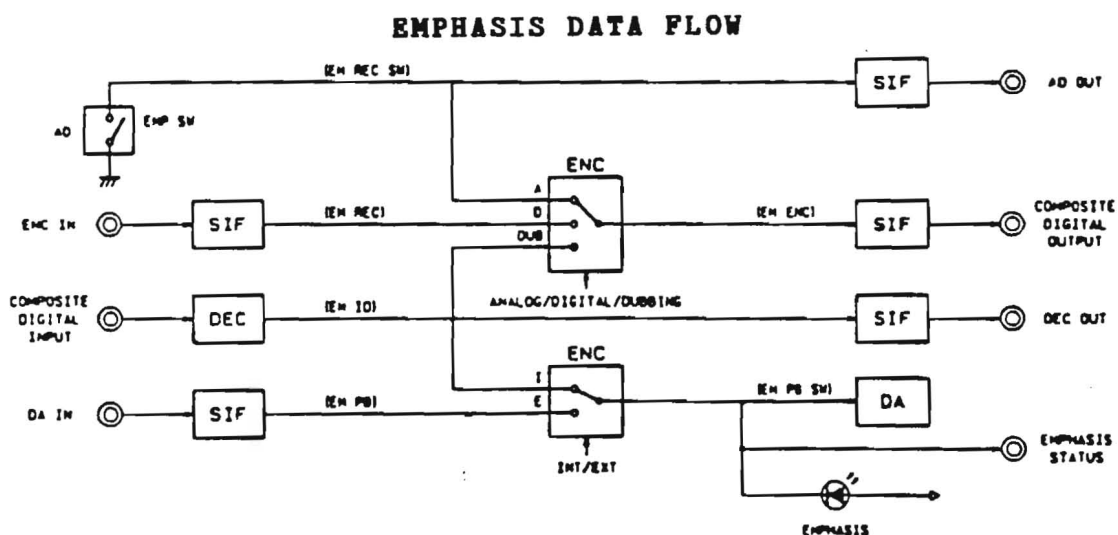 EMPHASIS DATA FLOW
(EM REC SW)
SIF
AD OUT
AD
EMP SW
ENC
A
ENC IN
SIF
(EM REC)
D
(EM ENC)
SIF
COMPOSITE
DIGITAL
OUTPUT
DUB
ANALOG/DIGITAL/DUBBING
COMPOSITE
DIGITAL
INPUT
DEC
(EM ID)
SIF
DEC OUT
ENC
I
(EM PB SW)
DA
DA IN
SIF
(EM PB)
E
INT/EXT
EMPHASIS
STATUS
EMPHASIS